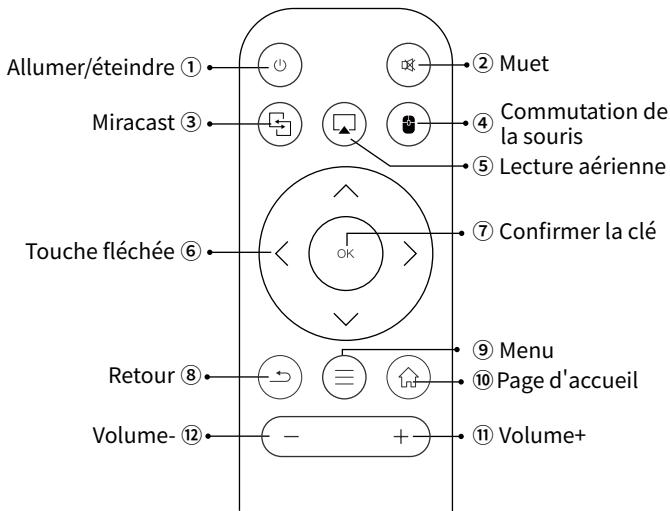 Allumer/éteindre ①
② Muet
Miracast ③
④ Commutation de
la souris
⑤ Lecture aérienne
Touche fléchée ⑥
OK
⑦ Confirmer la clé
Retour ⑧
⑨ Menu
⑩ Page d'accueil
Volume- ⑫
⑪ Volume+